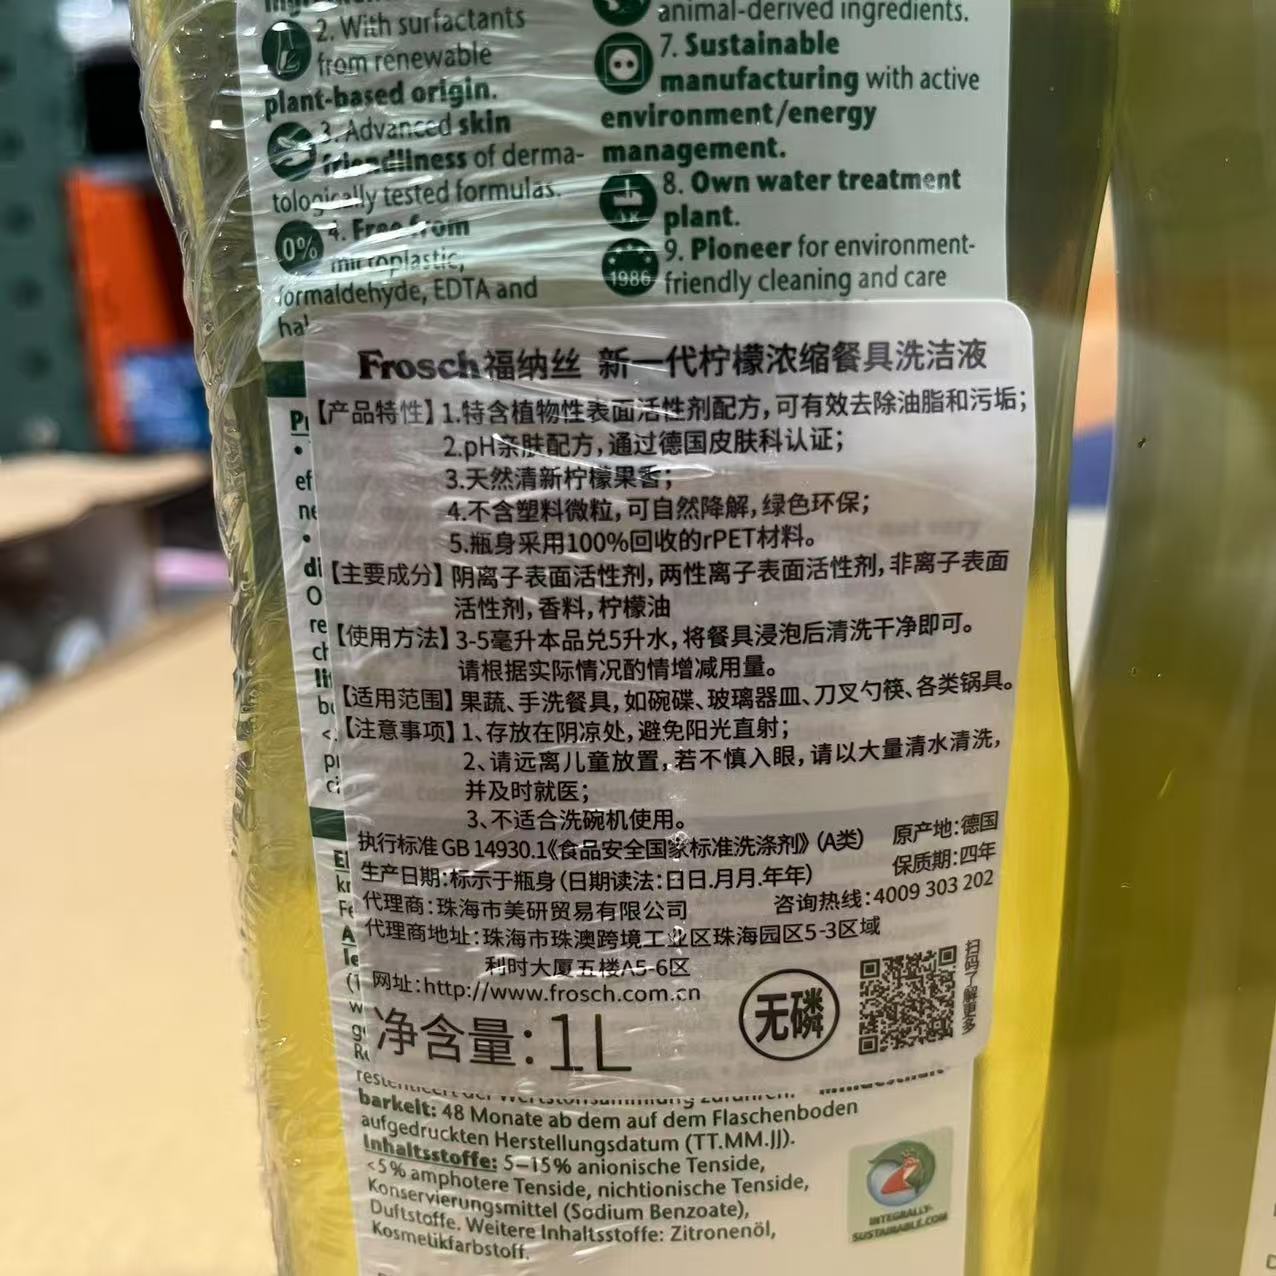 2. With surfactants
from renewable
plant-based origin.
3. Advanced skin
friendliness of derma-
tologically tested formulas.
0%
4. Free from
microplastic,
formaldehyde, EDTA and
animal-derived ingredients.
7. Sustainable
manufacturing with active
environment/energy
management.
8. Own water treatment
plant.
1986
9. Pioneer for environment-
friendly cleaning and care
Frosch福纳丝 新一代柠檬浓缩餐具洗洁液
【产品特性】1.特含植物性表面活性剂配方,可有效去除油脂和污垢;
2.pH亲肤配方,通过德国皮肤科认证;
3.天然清新柠檬果香;
4.不含塑料微粒,可自然降解,绿色环保;
5.瓶身采用100%回收的rPET材料。
【主要成分】阴离子表面活性剂,两性离子表面活性剂,非离子表面
活性剂,香料,柠檬油
【使用方法】3-5毫升本品兑5升水,将餐具浸泡后清洗干净即可。
请根据实际情况酌情增减用量。
【适用范围】果蔬、手洗餐具,如碗碟、玻璃器皿、刀叉勺筷、各类锅具。
【注意事项】1、存放在阴凉处,避免阳光直射;
2、请远离儿童放置,若不慎入眼,请以大量清水清洗,
并及时就医;
3、不适合洗碗机使用。
执行标准GB 14930.1《食品安全国家标准洗涤剂》(A类) 原产地:德国
生产日期:标示于瓶身(日期读法:日日.月月.年年) 保质期:四年
代理商:珠海市美研贸易有限公司 咨询热线:4009 303 202
代理商地址:珠海市珠澳跨境工业区珠海园区5-3区域
利时大厦五楼A5-6区
网址:http://www.frosch.com.cn
净含量:1L
无磷
扫码了解更多
barkeit: 48 Monate ab dem auf dem Flaschenboden
aufgedruckten Herstellungsdatum (TT.MM.JJ).
Inhaltsstoffe: 5–15% anionische Tenside,
<5% amphotere Tenside, nichtionische Tenside,
Konservierungsmittel (Sodium Benzoate),
Duftstoffe. Weitere Inhaltsstoffe: Zitronenöl,
Kosmetikfarbstoff.
INTEGRALLY-
SUSTAINABLE.COM